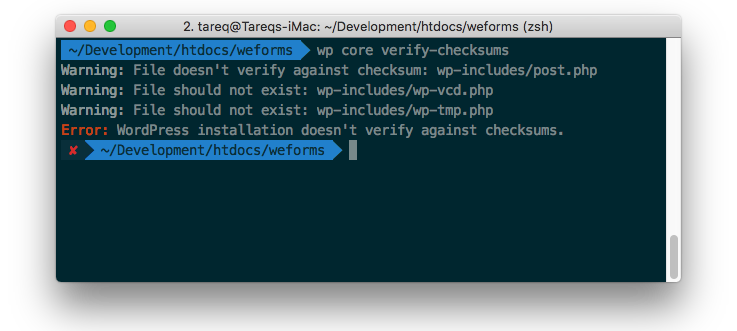 2. tareq@Tareqs-iMac: ~/Development/htdocs/weforms (zsh)
~/Development/htdocs/weforms wp core verify-checksums
Warning: File doesn't verify against checksum: wp-includes/post.php
Warning: File should not exist: wp-includes/wp-vcd.php
Warning: File should not exist: wp-includes/wp-tmp.php
Error: WordPress installation doesn't verify against checksums.
✘ ~/Development/htdocs/weforms